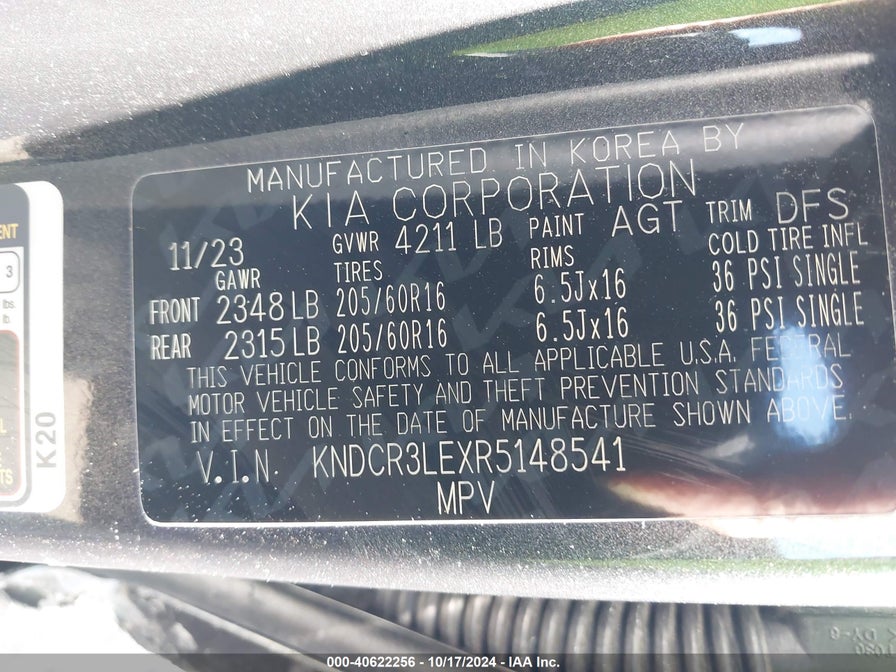 MANUFACTURED IN KOREA BY
KIA CORPORATION
11/23 GVWR 4211 LB PAINT AGT TRIM DFS
GAWR TIRES RIMS COLD TIRE INFL
FRONT 2348 LB 205/60R16 6.5Jx16 36 PSI SINGLE
REAR 2315 LB 205/60R16 6.5Jx16 36 PSI SINGLE
THIS VEHICLE CONFORMS TO ALL APPLICABLE U.S.A. FEDERAL
MOTOR VEHICLE SAFETY AND THEFT PREVENTION STANDARDS
IN EFFECT ON THE DATE OF MANUFACTURE SHOWN ABOVE.
V.I.N. KNDCR3LEXR5148541
MPV
3
lbs.
lb.
K20
000-40622256 - 10/17/2024 - IAA Inc.